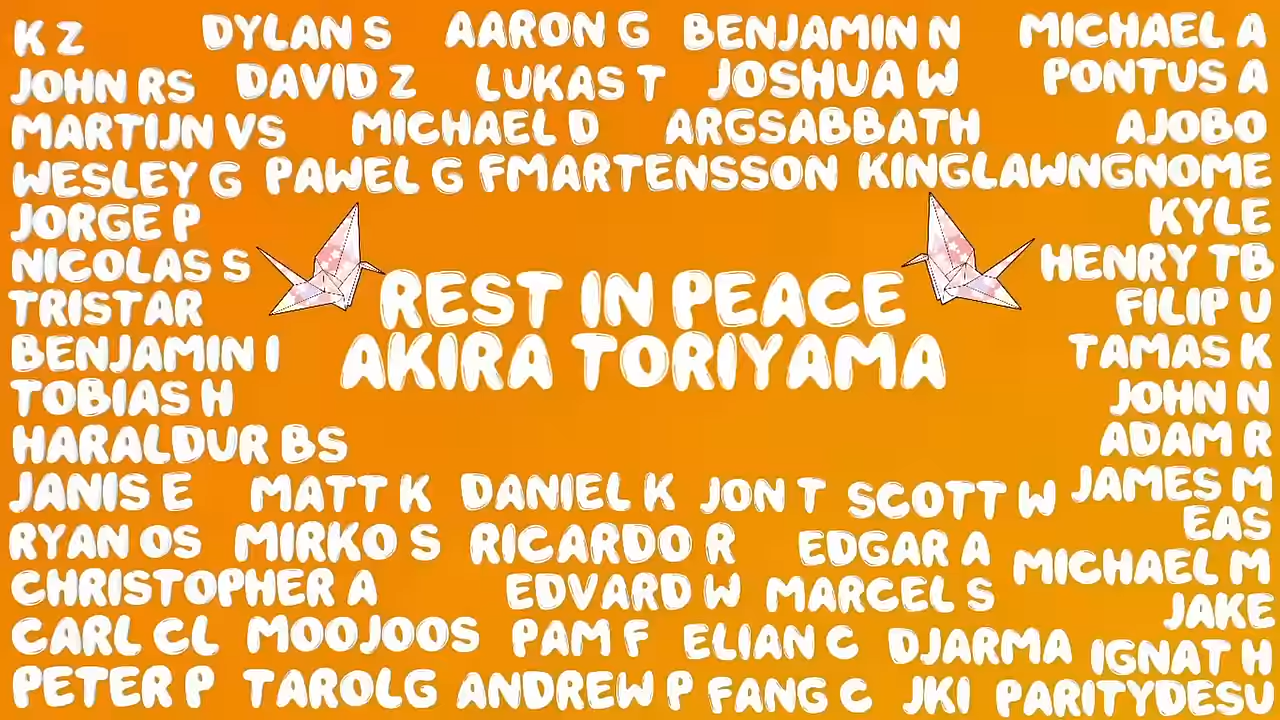 K Z DYLAN S AARON G BENJAMIN N MICHAEL A
JOHN RS DAVID Z LUKAS T JOSHUA W PONTUS A
MARTIJN VS MICHAEL D ARGSABBATH AJOBO
WESLEY G PAWEL G FMARTENSSON KINGLAWNGNOME
JORGE P KYLE
NICOLAS S HENRY TB
REST IN PEACE
TRISTAR FILIP U
AKIRA TORIYAMA
BENJAMIN I TAMAS K
TOBIAS H JOHN N
HARALDUR BS ADAM R
JANIS E MATT K DANIEL K JON T SCOTT W JAMES M
EAS
RYAN OS MIRKO S RICARDO R EDGAR A MICHAEL M
CHRISTOPHER A EDVARD W MARCEL S JAKE
CARL CL MOOJOOS PAM F ELIAN C DJARMA IGNAT H
PETER P TAROLG ANDREW P FANG C JKI PARITYDESU